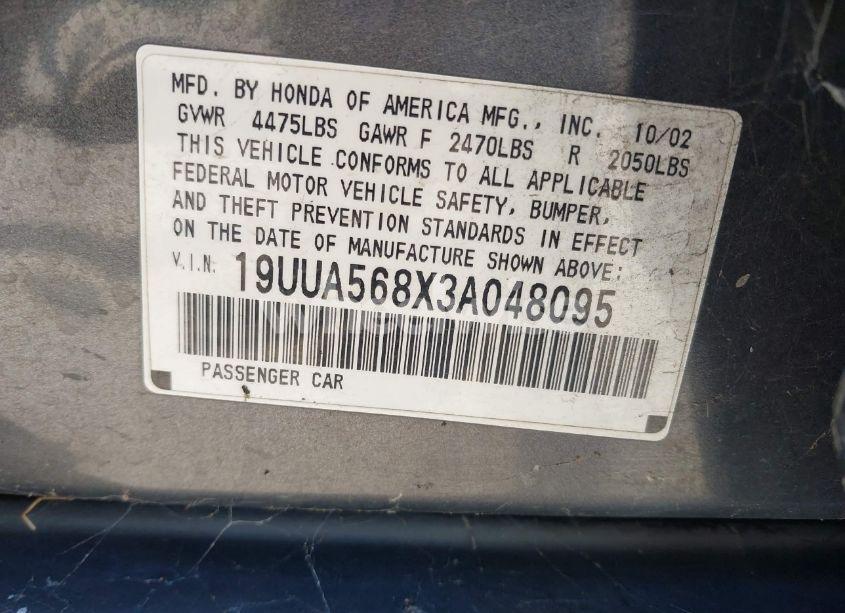 MFD. BY HONDA OF AMERICA MFG., INC. 10/02
GVWR 4475LBS GAWR F 2470LBS R 2050LBS
THIS VEHICLE CONFORMS TO ALL APPLICABLE
FEDERAL MOTOR VEHICLE SAFETY, BUMPER,
AND THEFT PREVENTION STANDARDS IN EFFECT
ON THE DATE OF MANUFACTURE SHOWN ABOVE:
V.I.N: 19UUA568X3A048095
PASSENGER CAR